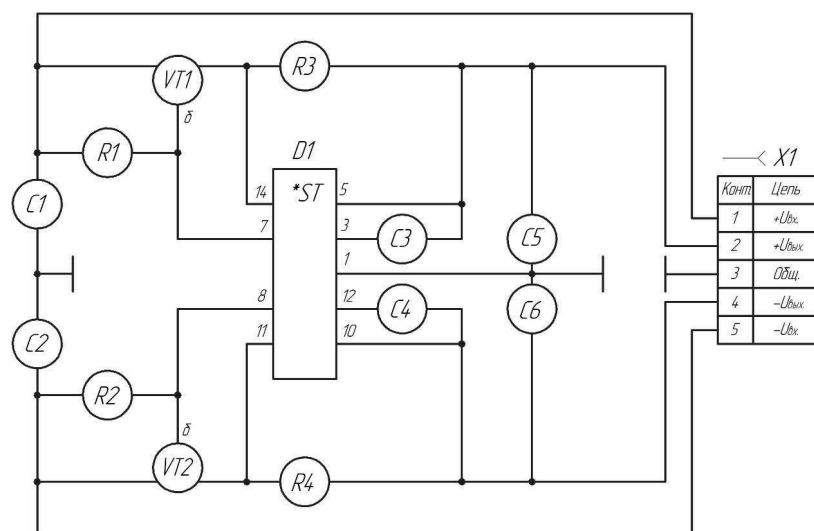 VT1
R3
б
D1
X1
R1
*ST
14
5
Конт.
Цепь
C1
7
3
C3
C5
1
+Uвх.
2
+Uвых.
1
3
Общ.
8
12
C4
C6
4
-Uвых.
C2
11
10
5
-Uвх.
R2
б
VT2
R4